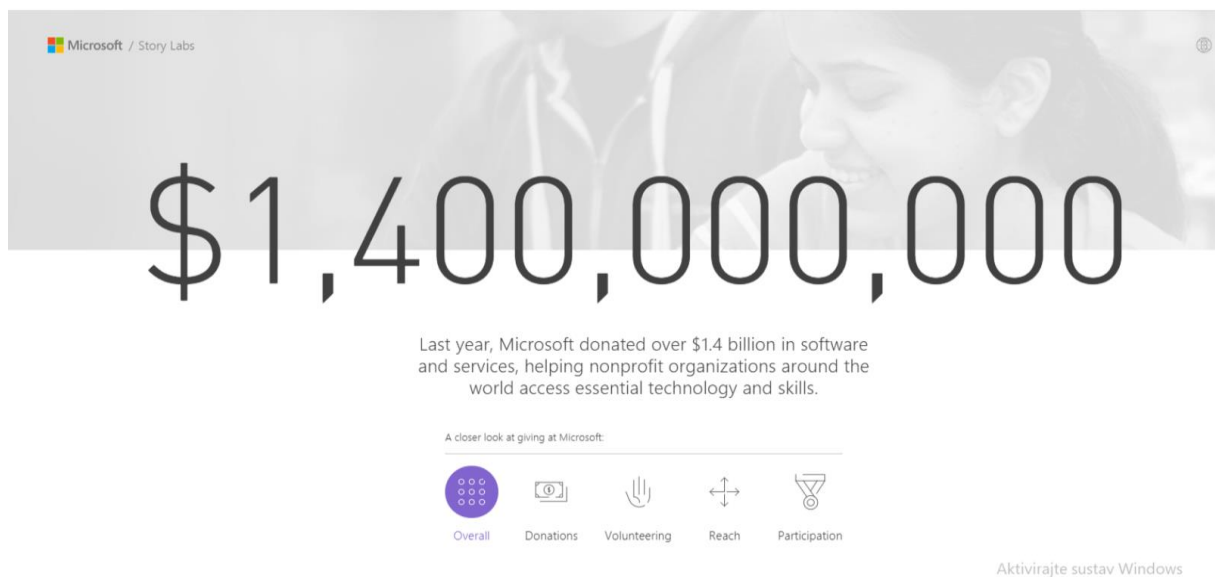 Microsoft / Story Labs
$1,400,000,000
Last year, Microsoft donated over $1.4 billion in software
and services, helping nonprofit organizations around the
world access essential technology and skills.
A closer look at giving at Microsoft:
Overall Donations Volunteering Reach Participation
Aktivirajte sustav Windows